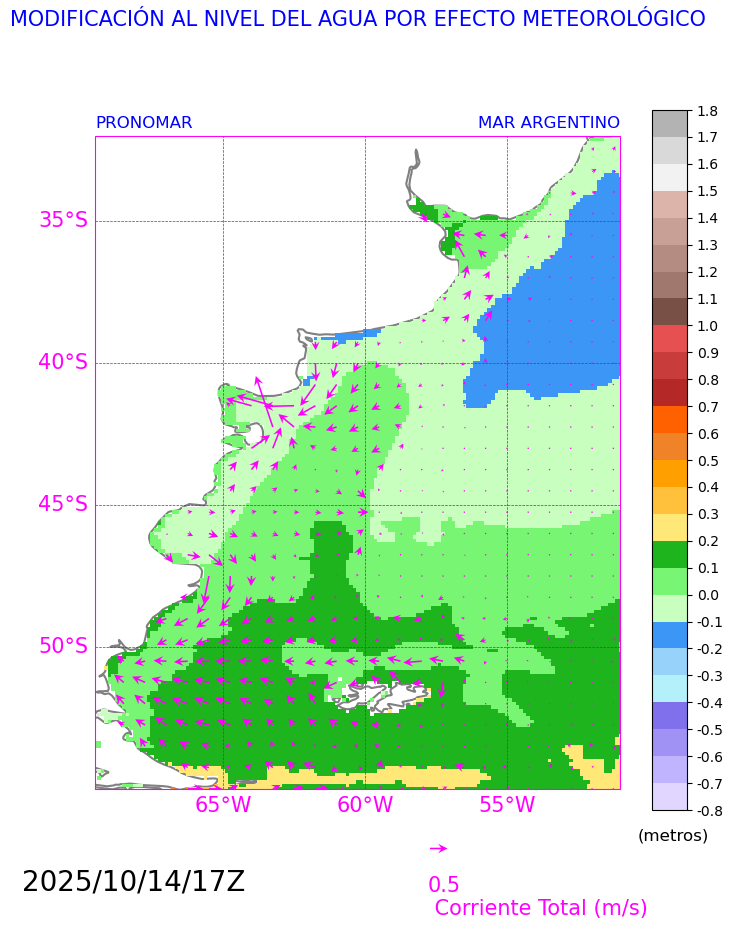 MODIFICACIÓN AL NIVEL DEL AGUA POR EFECTO METEOROLÓGICO
PRONOMAR MAR ARGENTINO
35°S
40°S
45°S
50°S
65°W 60°W 55°W
1.8
1.7
1.6
1.5
1.4
1.3
1.2
1.1
1.0
0.9
0.8
0.7
0.6
0.5
0.4
0.3
0.2
0.1
0.0
-0.1
-0.2
-0.3
-0.4
-0.5
-0.6
-0.7
-0.8
(metros)
2025/10/14/17Z
0.5
Corriente Total (m/s)